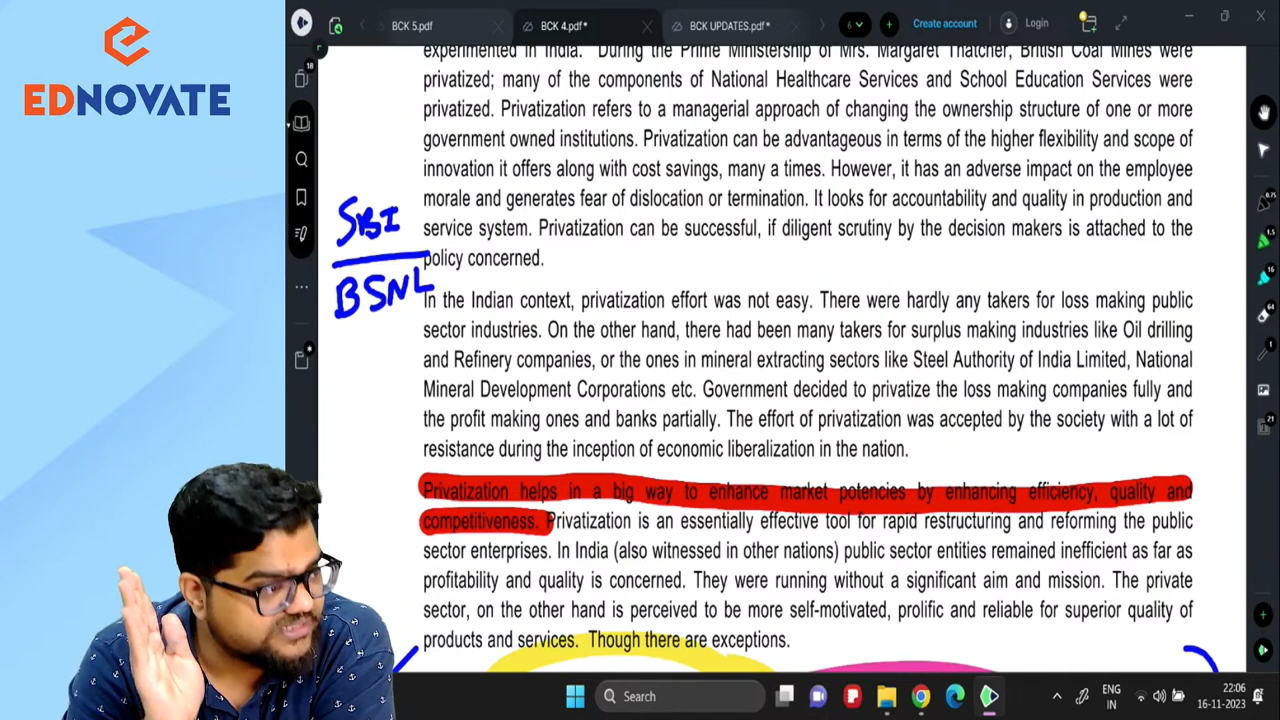 EDNOVATE
BCK 5.pdf
BCK 4.pdf*
BCK UPDATES.pdf*
6
Create account
Login
18
experimented in India. During the Prime Ministership of Mrs. Margaret Thatcher, British Coal Mines were
privatized; many of the components of National Healthcare Services and School Education Services were
privatized. Privatization refers to a managerial approach of changing the ownership structure of one or more
government owned institutions. Privatization can be advantageous in terms of the higher flexibility and scope of
innovation it offers along with cost savings, many a times. However, it has an adverse impact on the employee
morale and generates fear of dislocation or termination. It looks for accountability and quality in production and
service system. Privatization can be successful, if diligent scrutiny by the decision makers is attached to the
policy concerned.
SBI
BSNL
In the Indian context, privatization effort was not easy. There were hardly any takers for loss making public
sector industries. On the other hand, there had been many takers for surplus making industries like Oil drilling
and Refinery companies, or the ones in mineral extracting sectors like Steel Authority of India Limited, National
Mineral Development Corporations etc. Government decided to privatize the loss making companies fully and
the profit making ones and banks partially. The effort of privatization was accepted by the society with a lot of
resistance during the inception of economic liberalization in the nation.
Privatization helps in a big way to enhance market potencies by enhancing efficiency, quality and
competitiveness. Privatization is an essentially effective tool for rapid restructuring and reforming the public
sector enterprises. In India (also witnessed in other nations) public sector entities remained inefficient as far as
profitability and quality is concerned. They were running without a significant aim and mission. The private
sector, on the other hand is perceived to be more self-motivated, prolific and reliable for superior quality of
products and services. Though there are exceptions.
0.75
1.5
16
64
1
21
Search
ENG
IN
22:06
16-11-2023